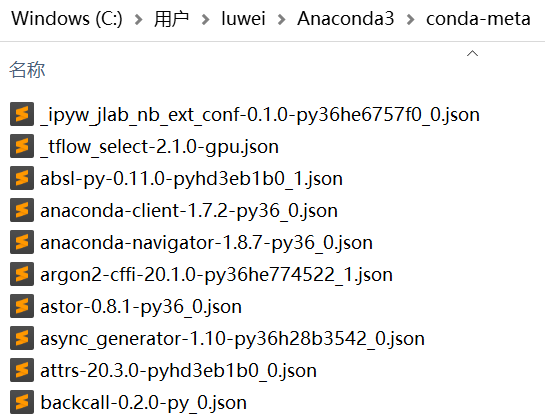 Windows (C:) > 用户 > luwei > Anaconda3 > conda-meta
名称
_ipyw_jlab_nb_ext_conf-0.1.0-py36he6757f0_0.json
_tflow_select-2.1.0-gpu.json
absl-py-0.11.0-pyhd3eb1b0_1.json
anaconda-client-1.7.2-py36_0.json
anaconda-navigator-1.8.7-py36_0.json
argon2-cffi-20.1.0-py36he774522_1.json
astor-0.8.1-py36_0.json
async_generator-1.10-py36h28b3542_0.json
attrs-20.3.0-pyhd3eb1b0_0.json
backcall-0.2.0-py_0.json